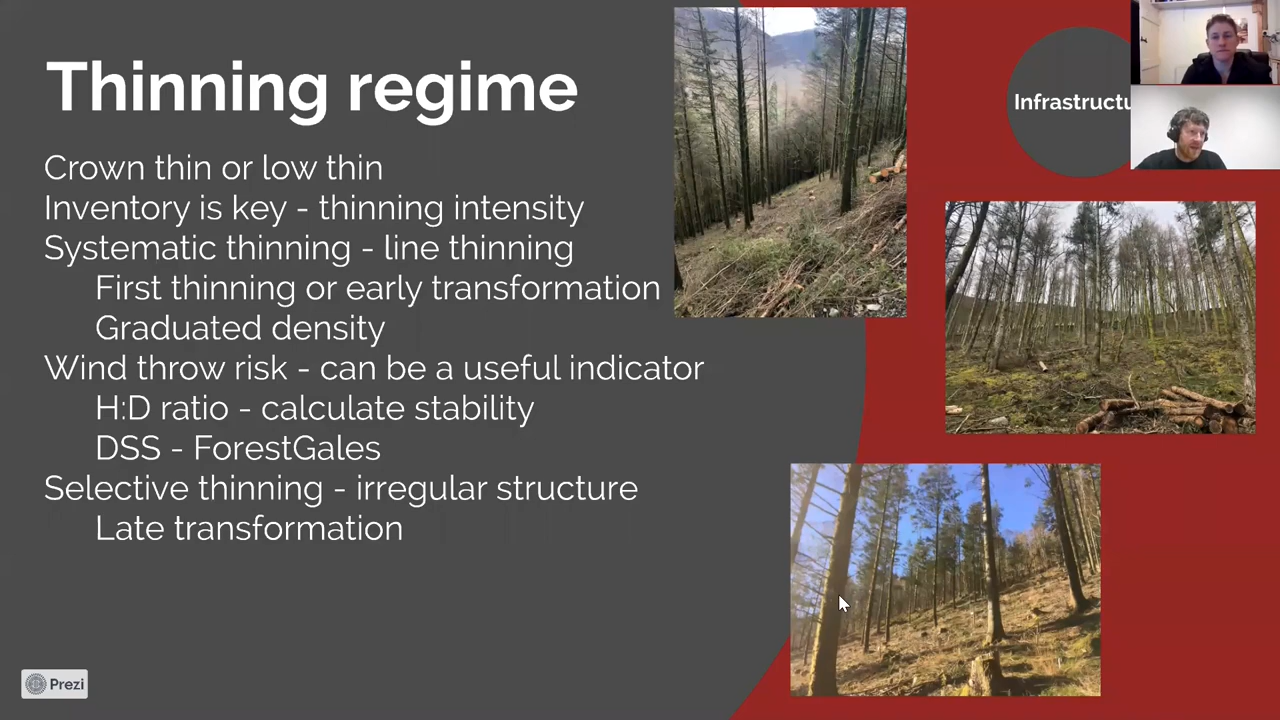 Thinning regime
Crown thin or low thin
Inventory is key - thinning intensity
Systematic thinning - line thinning
First thinning or early transformation
Graduated density
Wind throw risk - can be a useful indicator
H:D ratio - calculate stability
DSS - ForestGales
Selective thinning - irregular structure
Late transformation
Infrastructu
Prezi